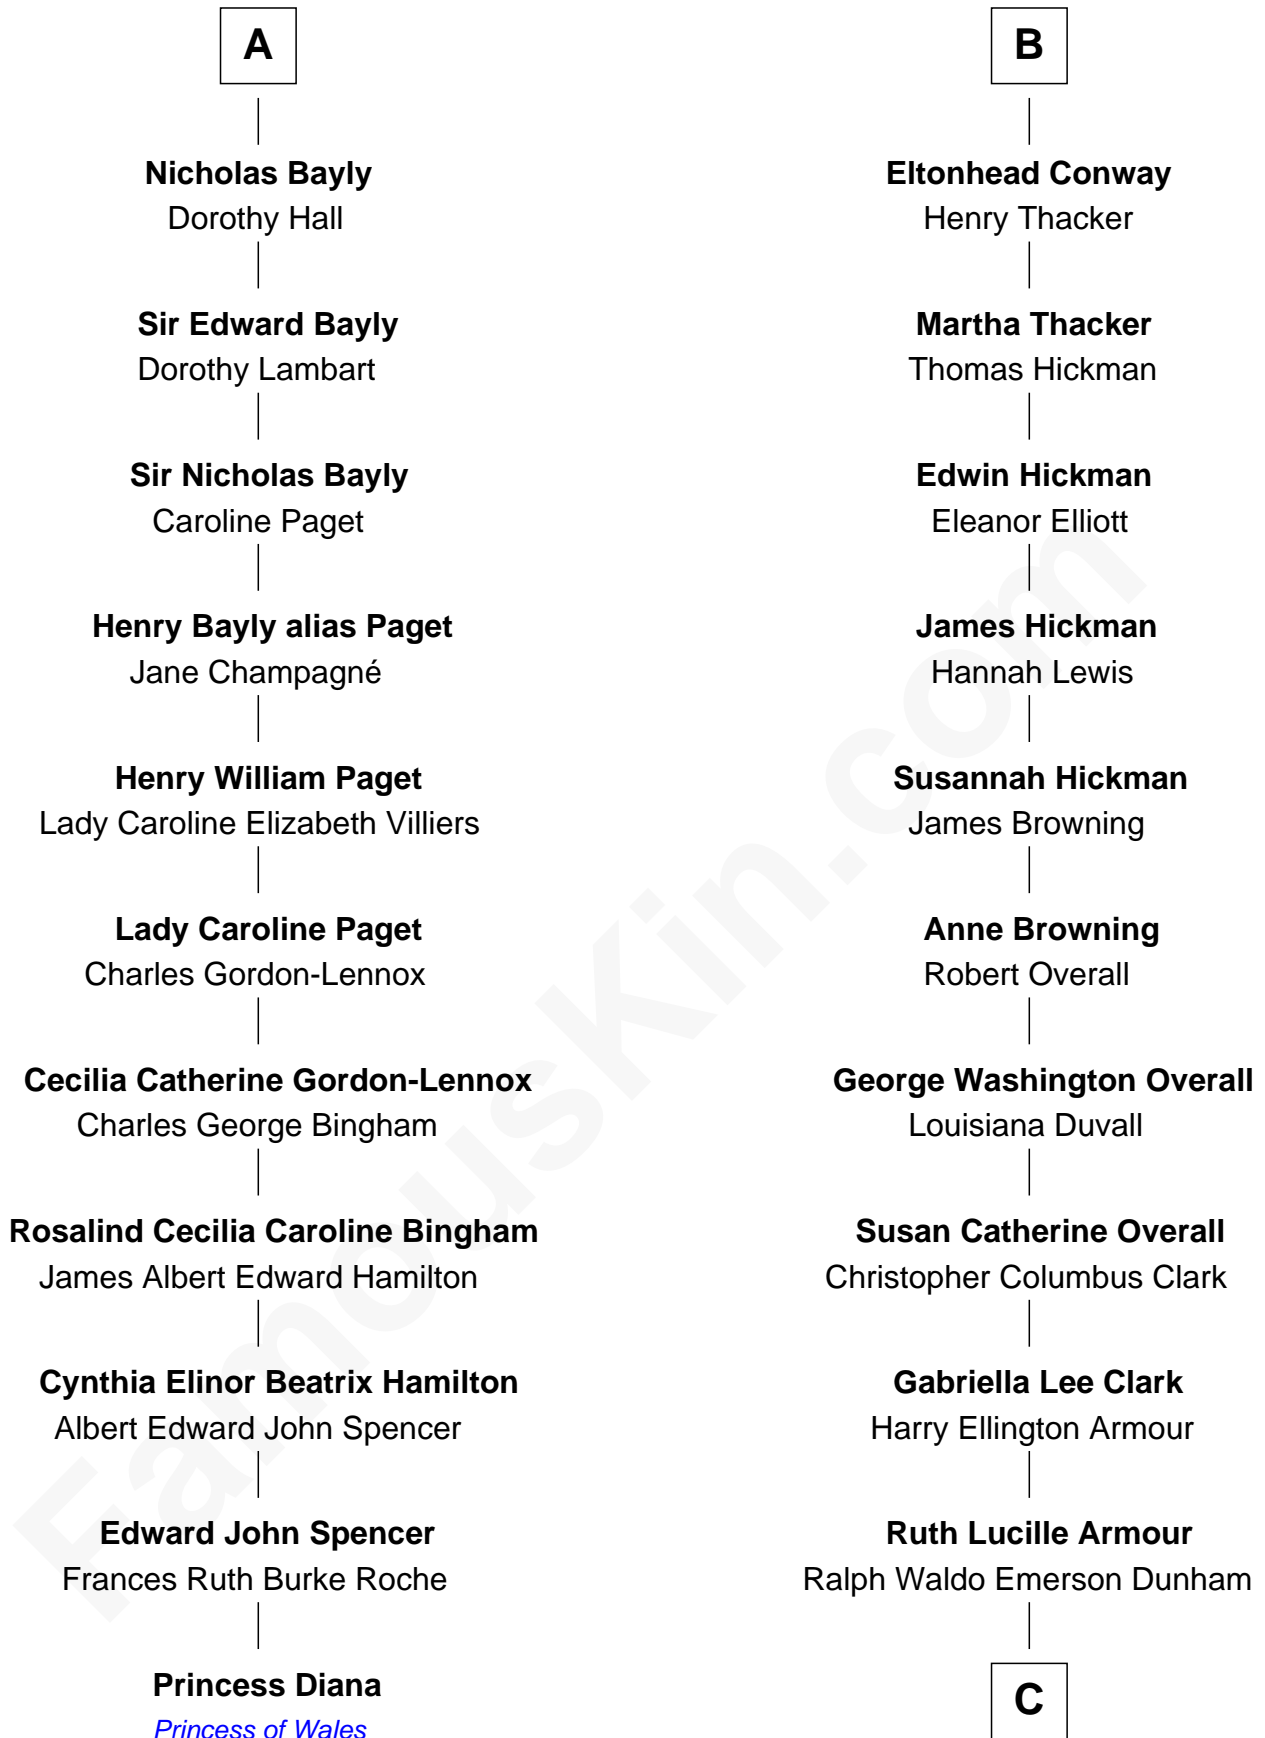 A
Nicholas Bayly
Dorothy Hall
Sir Edward Bayly
Dorothy Lambart
Sir Nicholas Bayly
Caroline Paget
Henry Bayly alias Paget
Jane Champagné
Henry William Paget
Lady Caroline Elizabeth Villiers
Lady Caroline Paget
Charles Gordon-Lennox
Cecilia Catherine Gordon-Lennox
Charles George Bingham
Rosalind Cecilia Caroline Bingham
James Albert Edward Hamilton
Cynthia Elinor Beatrix Hamilton
Albert Edward John Spencer
Edward John Spencer
Frances Ruth Burke Roche
Princess Diana
Princess of Wales
B
Eltonhead Conway
Henry Thacker
Martha Thacker
Thomas Hickman
Edwin Hickman
Eleanor Elliott
James Hickman
Hannah Lewis
Susannah Hickman
James Browning
Anne Browning
Robert Overall
George Washington Overall
Louisiana Duvall
Susan Catherine Overall
Christopher Columbus Clark
Gabriella Lee Clark
Harry Ellington Armour
Ruth Lucille Armour
Ralph Waldo Emerson Dunham
C
FamousKin.com